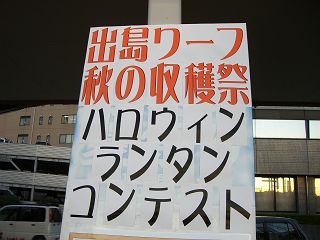 出島ワーフ
秋の収穫祭
ハロウィン
ランタン
コンテスト